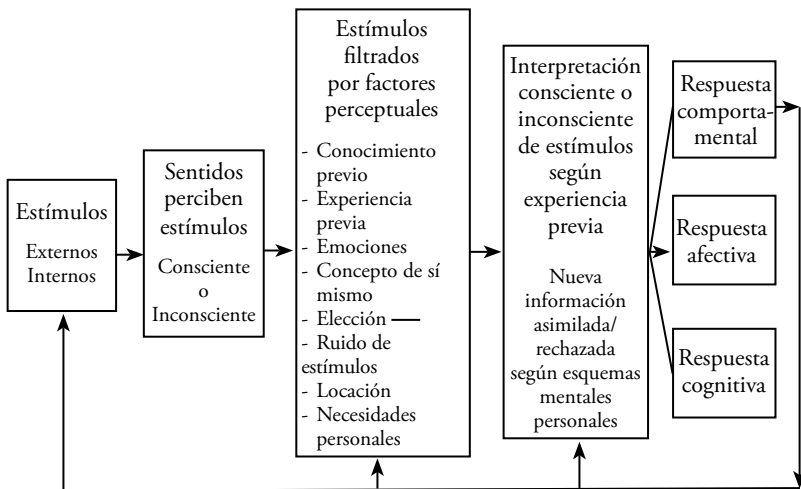 Estímulos
Externos
Internos
Sentidos
perciben
estímulos
Consciente
o
Inconsciente
Estímulos
filtrados
por factores
perceptuales
- Conocimiento
previo
- Experiencia
previa
- Emociones
- Concepto de sí
mismo
- Elección
- Ruido de
estímulos
- Locación
- Necesidades
personales
Interpretación
consciente o
inconsciente
de estímulos
según
experiencia
previa
Nueva
información
asimilada/
rechazada
según esquemas
mentales
personales
Respuesta
comporta-
mental
Respuesta
afectiva
Respuesta
cognitiva